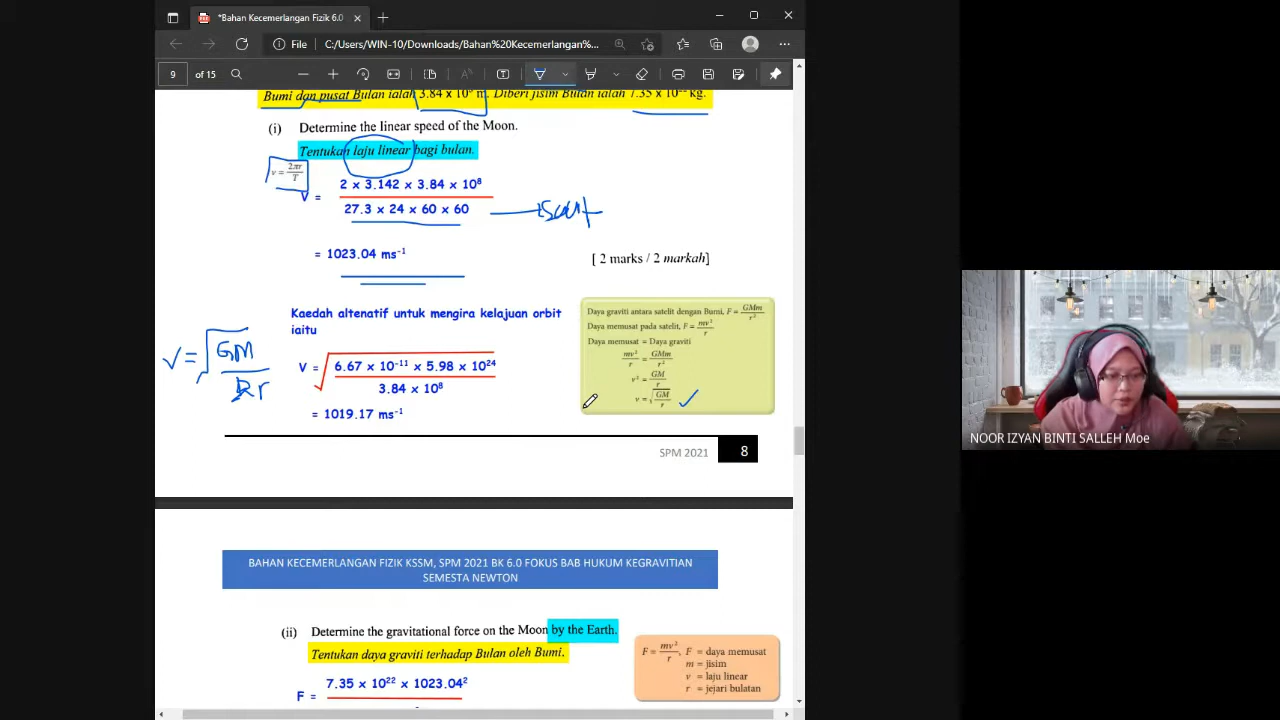 *Bahan Kecemerlangan Fizik 6.0
File
C:/Users/WIN-10/Downloads/Bahan%20Kecemerlangan%...
9 of 15
Bumi dan pusat Bulan ialah 3.84 x 10⁸ m. Diberi jisim Bulan ialah 7.35 x 10²² kg.
(i) Determine the linear speed of the Moon.
Tentukan laju linear bagi bulan.
v = 2πr/T
V = 2 x 3.142 x 3.84 x 10⁸
27.3 x 24 x 60 x 60
saat
= 1023.04 ms⁻¹
[ 2 marks / 2 markah]
Kaedah altenatif untuk mengira kelajuan orbit
iaitu
V = √GM/r
V = √6.67 x 10⁻¹¹ x 5.98 x 10²⁴
3.84 x 10⁸
= 1019.17 ms⁻¹
Daya graviti antara satelit dengan Bumi, F = GMm/r²
Daya memusat pada satelit, F = mv²/r
Daya memusat = Daya graviti
mv²/r = GMm/r²
v² = GM/r
v = √GM/r
SPM 2021 8
BAHAN KECEMERLANGAN FIZIK KSSM, SPM 2021 BK 6.0 FOKUS BAB HUKUM KEGRAVITIAN
SEMESTA NEWTON
(ii) Determine the gravitational force on the Moon by the Earth.
Tentukan daya graviti terhadap Bulan oleh Bumi.
F = 7.35 x 10²² x 1023.04²
F = mv²/r, F = daya memusat
m = jisim
v = laju linear
r = jejari bulatan
NOOR IZYAN BINTI SALLEH Moe